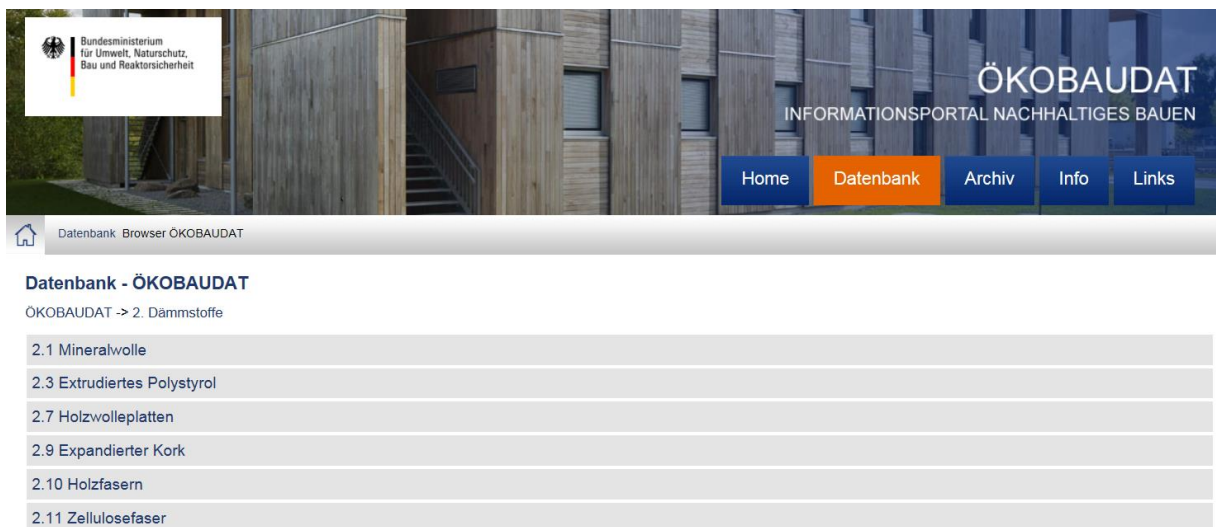 Bundesministerium
für Umwelt, Naturschutz,
Bau und Reaktorsicherheit
ÖKOBAUDAT
INFORMATIONSPORTAL NACHHALTIGES BAUEN
Home Datenbank Archiv Info Links
Datenbank Browser ÖKOBAUDAT
Datenbank - ÖKOBAUDAT
ÖKOBAUDAT -> 2. Dämmstoffe
2.1 Mineralwolle
2.3 Extrudiertes Polystyrol
2.7 Holzwolleplatten
2.9 Expandierter Kork
2.10 Holzfasern
2.11 Zellulosefaser